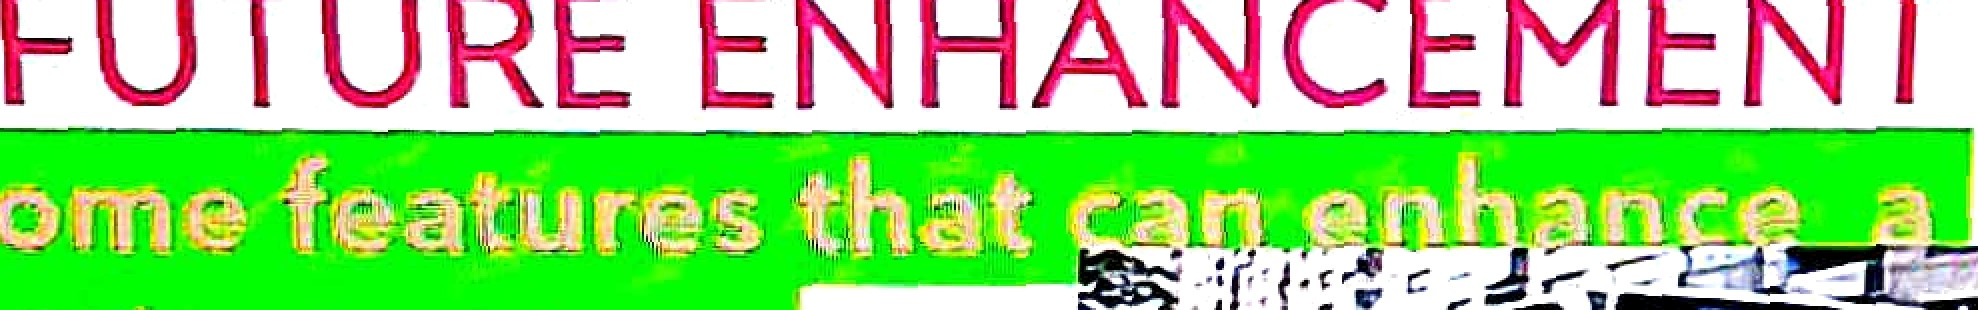 FUTURE ENHANCEMENT
ome features that can enhance a